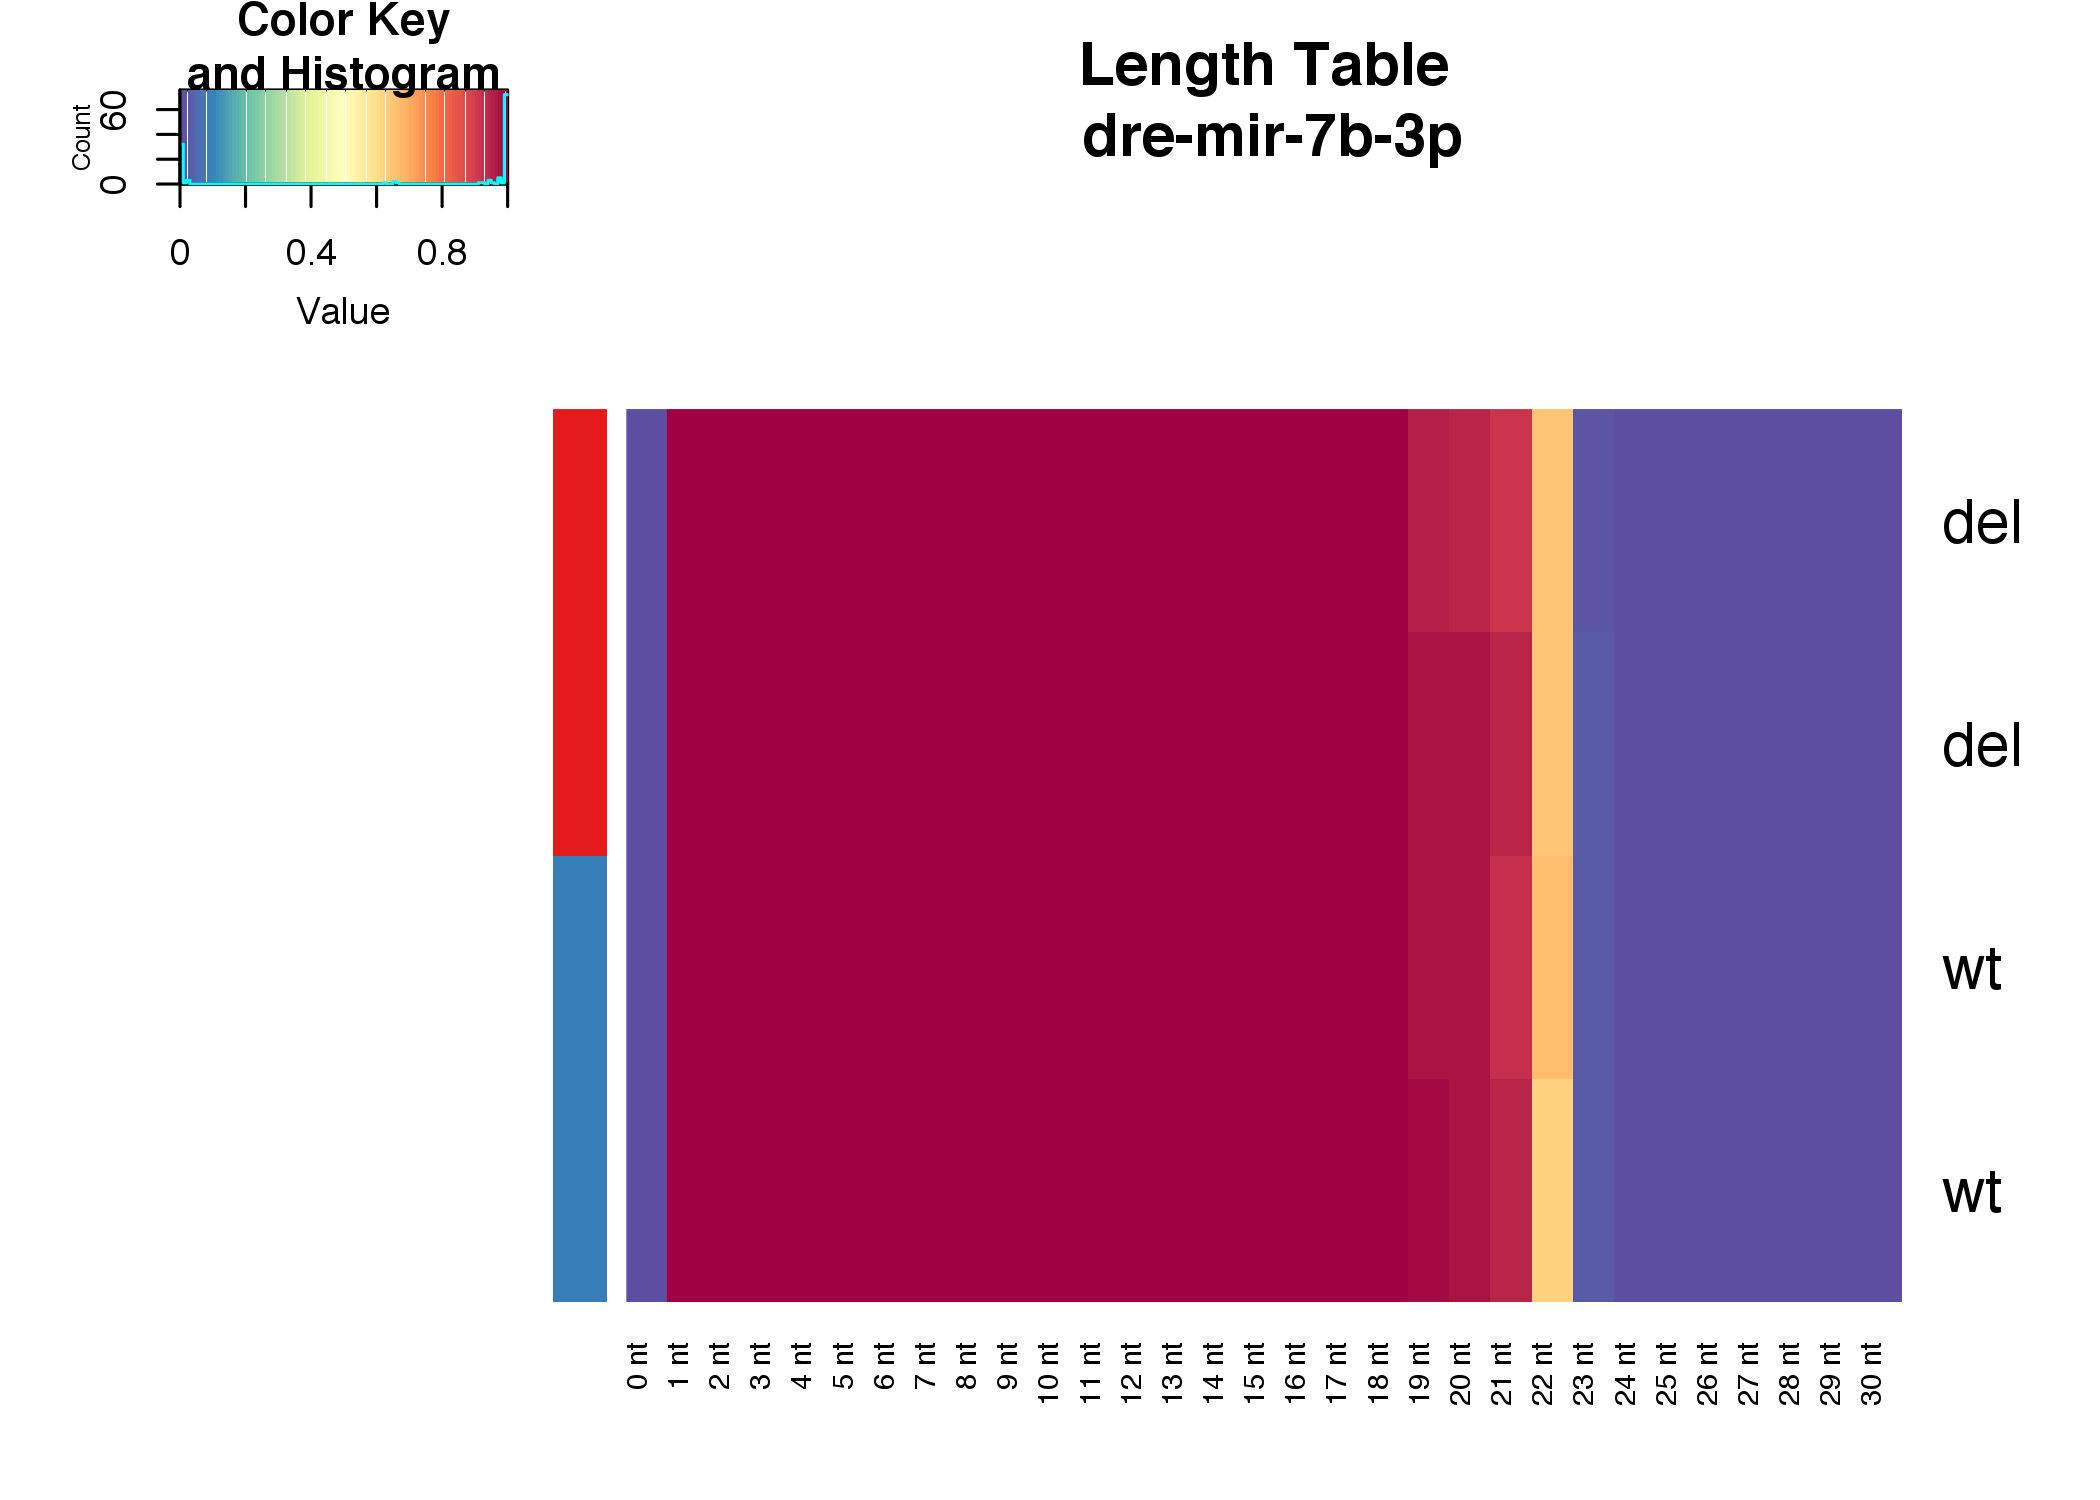 Color Key
and Histogram
Count
0 60
0 0.4 0.8
Value
Length Table
dre-mir-7b-3p
del
del
wt
wt
0 nt 1 nt 2 nt 3 nt 4 nt 5 nt 6 nt 7 nt 8 nt 9 nt 10 nt 11 nt 12 nt 13 nt 14 nt 15 nt 16 nt 17 nt 18 nt 19 nt 20 nt 21 nt 22 nt 23 nt 24 nt 25 nt 26 nt 27 nt 28 nt 29 nt 30 nt